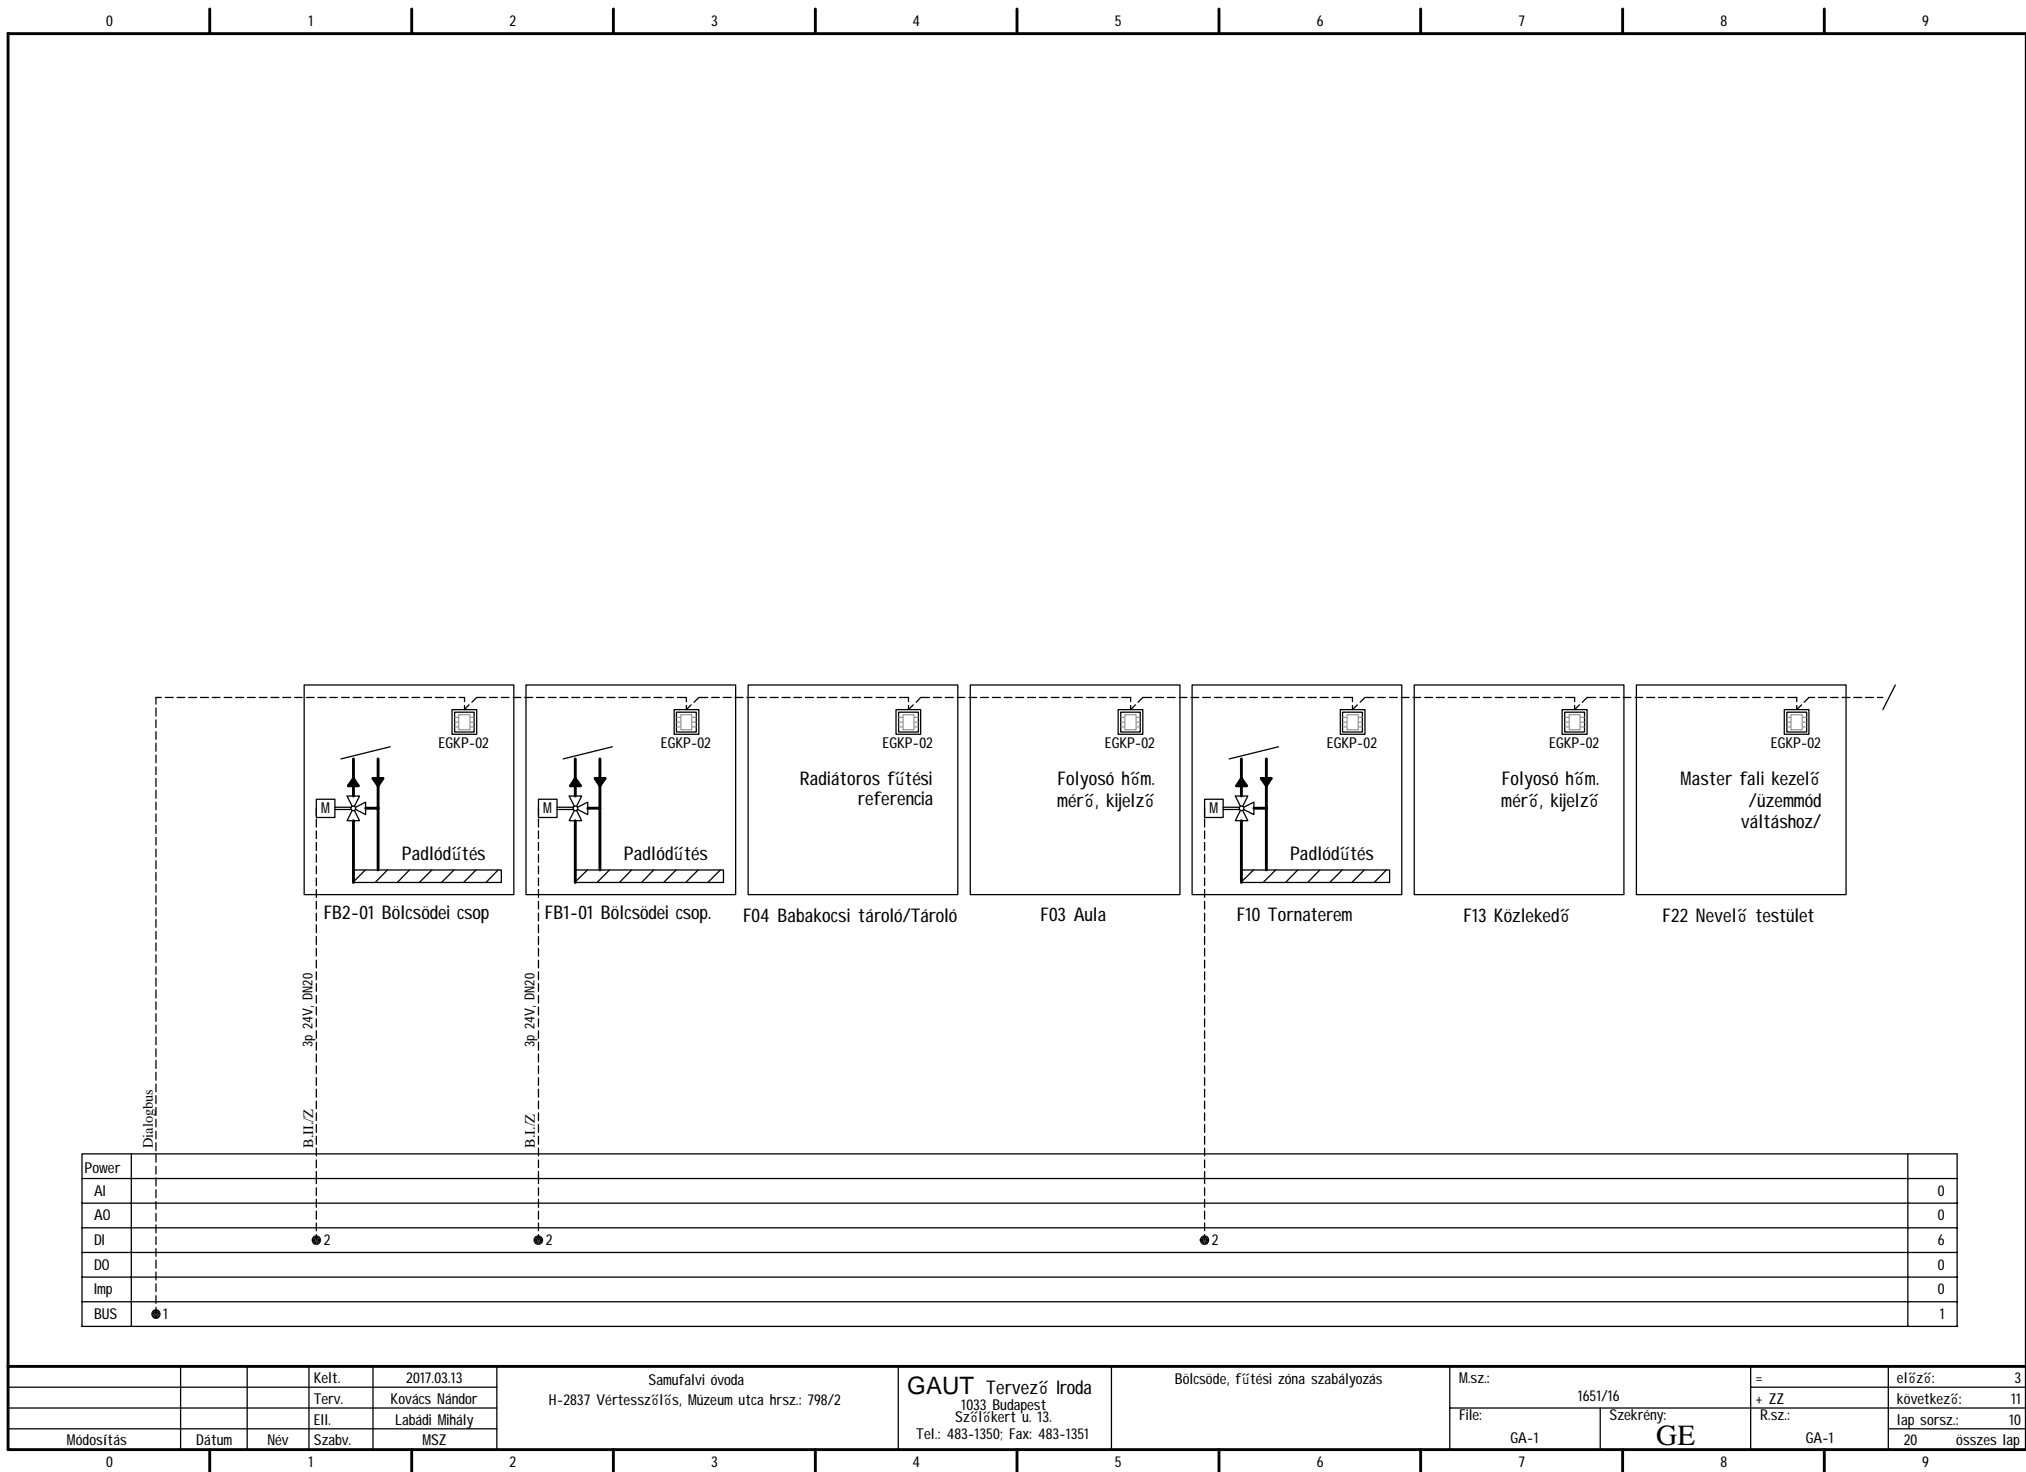 0 1 2 3 4 5 6 7 8 9
EGKP-02 EGKP-02 EGKP-02 EGKP-02 EGKP-02 EGKP-02 EGKP-02
M
Padlódűtés
M
Padlódűtés
Radiátoros fűtési
referencia
Folyosó hőm.
mérő, kijelző
M
Padlódűtés
Folyosó hőm.
mérő, kijelző
Master fali kezelő
/üzemmód
váltáshoz/
FB2-01 Bölcsödei csop
FB1-01 Bölcsödei csop.
F04 Babakocsi tároló/Tároló
F03 Aula
F10 Tornaterem
F13 Közlekedő
F22 Nevelő testület
Dialogbus
B.II./Z 3p 24V, DN20
B.I./Z 3p 24V, DN20
Power
AI 0
AO 0
DI 2 2 2 6
DO 0
Imp 0
BUS 1 1
Módosítás Dátum Név
Kelt. 2017.03.13
Terv. Kovács Nándor
Ell. Labádi Mihály
Szabv. MSZ
Samufalvi óvoda
H-2837 Vértesszőlős, Múzeum utca hrsz.: 798/2
GAUT Tervező Iroda
1033 Budapest
Szőlőkert u. 13.
Tel.: 483-1350; Fax: 483-1351
Bölcsöde, fűtési zóna szabályozás
M.sz.:
1651/16
File:
GA-1
Szekrény:
GE
=
+ ZZ
R.sz.:
GA-1
előző: 3
következő: 11
lap sorsz.: 10
20 összes lap
0 1 2 3 4 5 6 7 8 9